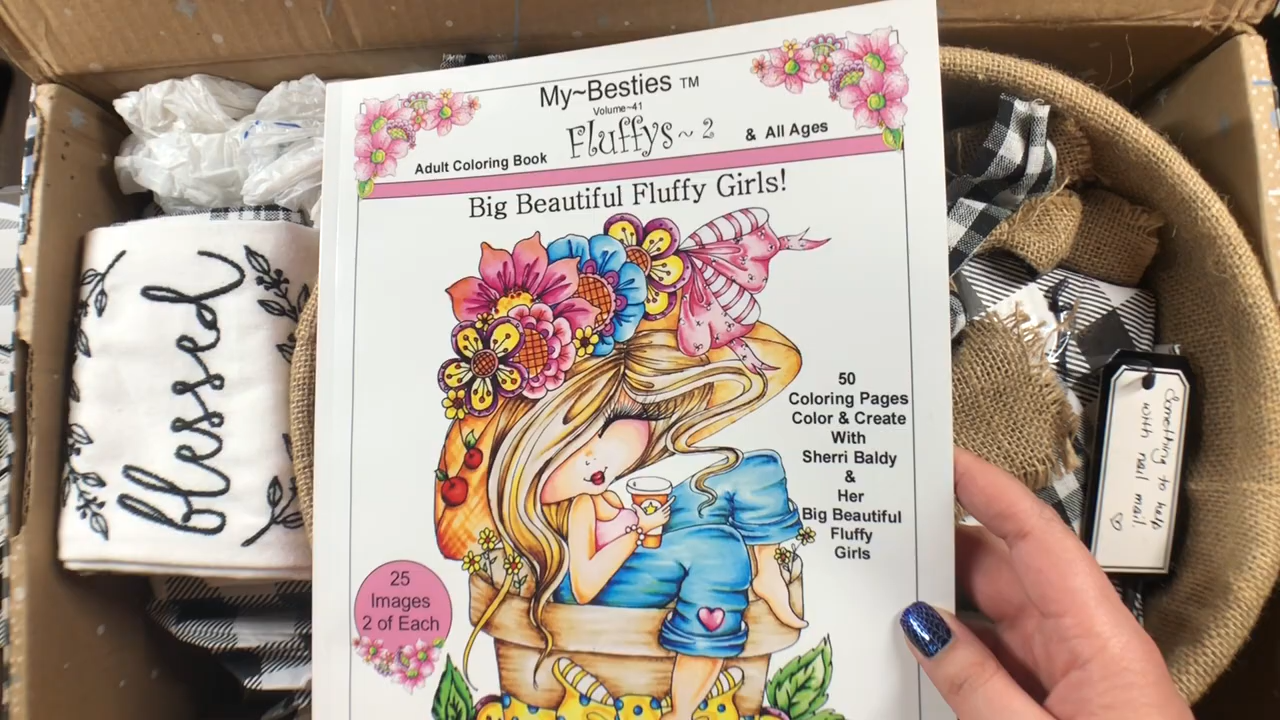 My~Besties TM
Volume~41
Fluffys~2
Adult Coloring Book
& All Ages
Big Beautiful Fluffy Girls!
50
Coloring Pages
Color & Create
With
Sherri Baldy
&
Her
Big Beautiful
Fluffy
Girls
25
Images
2 of Each
blessed
Something to help
with nail mail